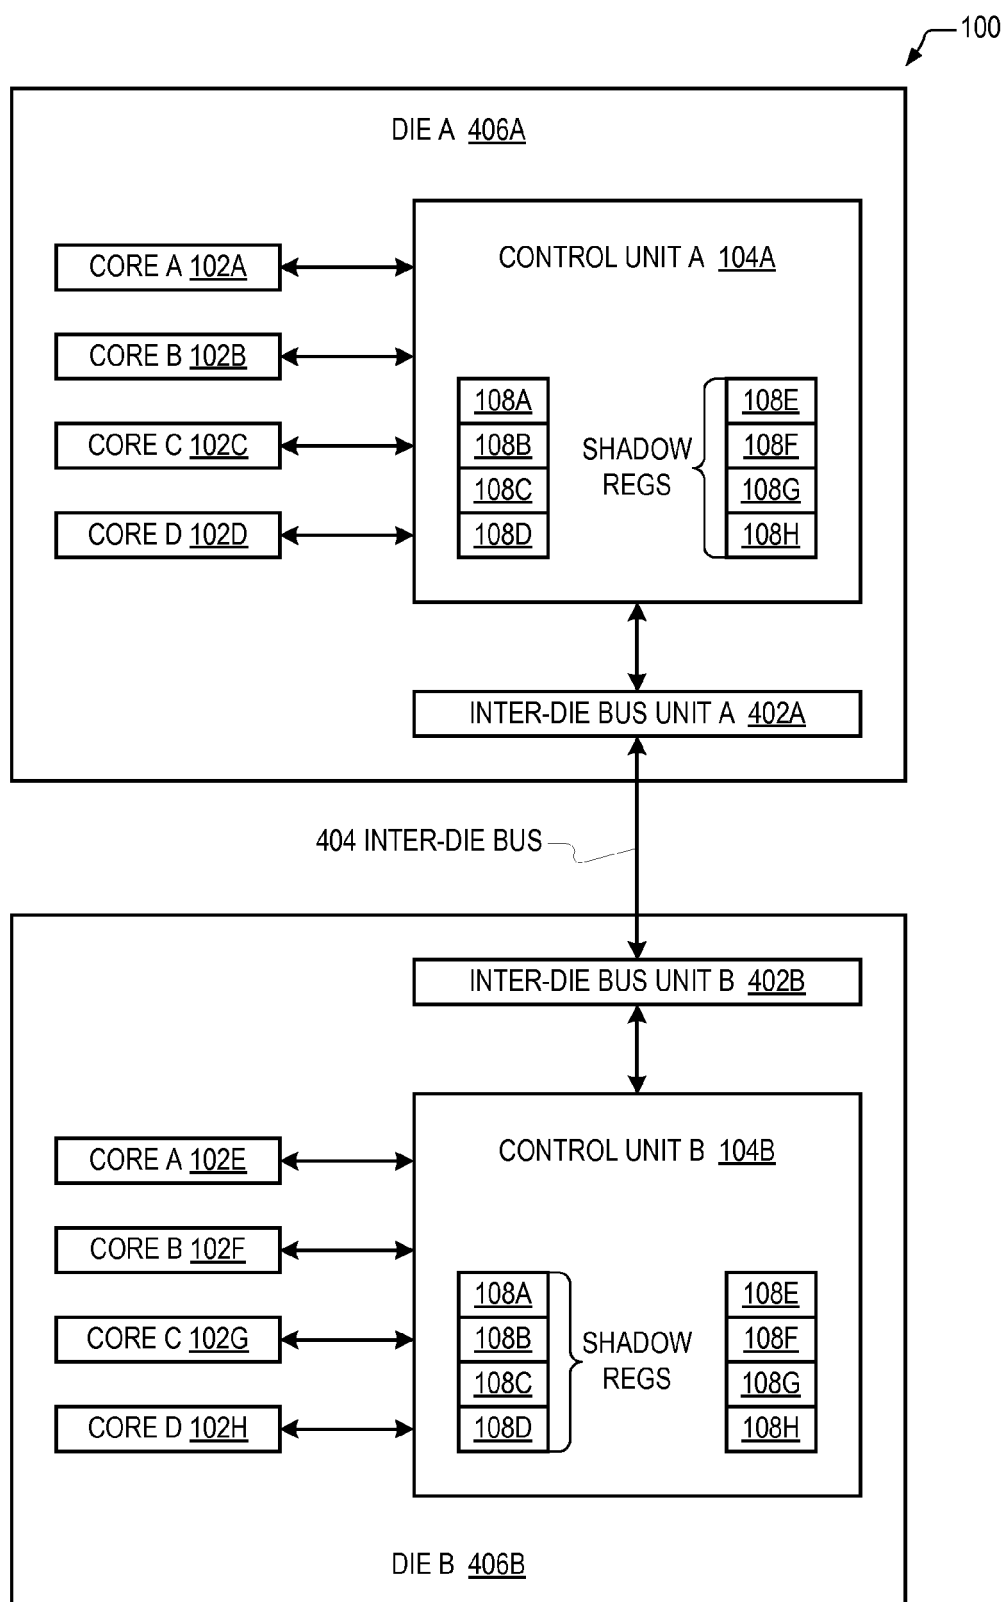 100
DIE A 406A
CORE A 102A
CORE B 102B
CORE C 102C
CORE D 102D
CONTROL UNIT A 104A
108A
108B
108C
108D
SHADOW
REGS
108E
108F
108G
108H
INTER-DIE BUS UNIT A 402A
404 INTER-DIE BUS
INTER-DIE BUS UNIT B 402B
CORE A 102E
CORE B 102F
CORE C 102G
CORE D 102H
CONTROL UNIT B 104B
108A
108B
108C
108D
SHADOW
REGS
108E
108F
108G
108H
DIE B 406B